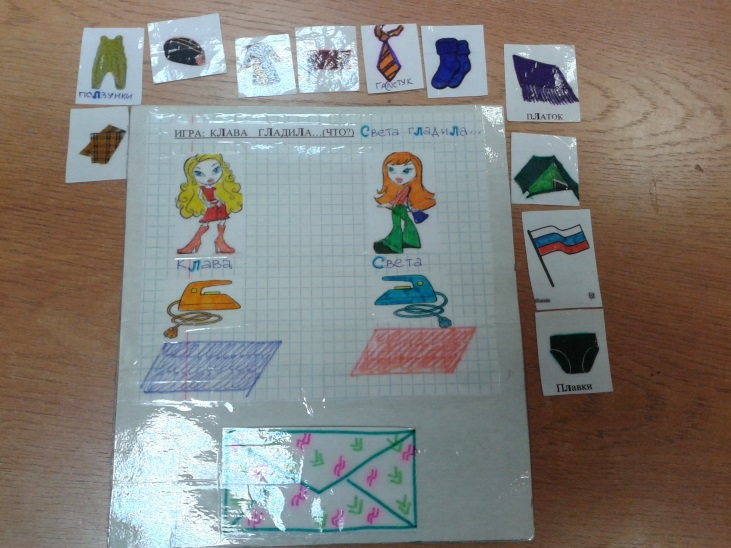 ПОЛЗУНКИ
ГАЛСТУК
ПЛАТОК
ИГРА: КЛАВА ГЛАДИЛА...(ЧТО?) Света гладила...
Клава
Света
Плавки